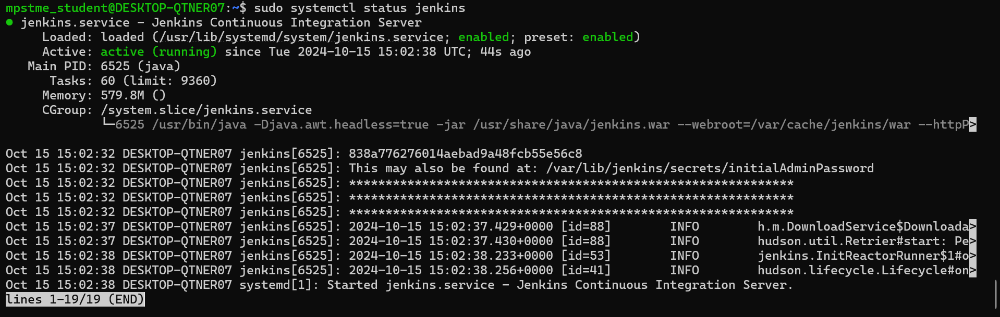 mpstme_student@DESKTOP-QTNER07:~$ sudo systemctl status jenkins
● jenkins.service - Jenkins Continuous Integration Server
     Loaded: loaded (/usr/lib/systemd/system/jenkins.service; enabled; preset: enabled)
     Active: active (running) since Tue 2024-10-15 15:02:38 UTC; 44s ago
   Main PID: 6525 (java)
      Tasks: 60 (limit: 9360)
     Memory: 579.8M ()
     CGroup: /system.slice/jenkins.service
             └─6525 /usr/bin/java -Djava.awt.headless=true -jar /usr/share/java/jenkins.war --webroot=/var/cache/jenkins/war --httpP>
Oct 15 15:02:32 DESKTOP-QTNER07 jenkins[6525]: 838a776276014aebad9a48fcb55e56c8
Oct 15 15:02:32 DESKTOP-QTNER07 jenkins[6525]: This may also be found at: /var/lib/jenkins/secrets/initialAdminPassword
Oct 15 15:02:32 DESKTOP-QTNER07 jenkins[6525]: *************************************************************
Oct 15 15:02:32 DESKTOP-QTNER07 jenkins[6525]: *************************************************************
Oct 15 15:02:32 DESKTOP-QTNER07 jenkins[6525]: *************************************************************
Oct 15 15:02:37 DESKTOP-QTNER07 jenkins[6525]: 2024-10-15 15:02:37.429+0000 [id=88]        INFO        h.m.DownloadService$Downloada>
Oct 15 15:02:37 DESKTOP-QTNER07 jenkins[6525]: 2024-10-15 15:02:37.430+0000 [id=88]        INFO        hudson.util.Retrier#start: Pe>
Oct 15 15:02:38 DESKTOP-QTNER07 jenkins[6525]: 2024-10-15 15:02:38.233+0000 [id=53]        INFO        jenkins.InitReactorRunner$1#o>
Oct 15 15:02:38 DESKTOP-QTNER07 jenkins[6525]: 2024-10-15 15:02:38.256+0000 [id=41]        INFO        hudson.lifecycle.Lifecycle#on>
Oct 15 15:02:38 DESKTOP-QTNER07 systemd[1]: Started jenkins.service - Jenkins Continuous Integration Server.
lines 1-19/19 (END)